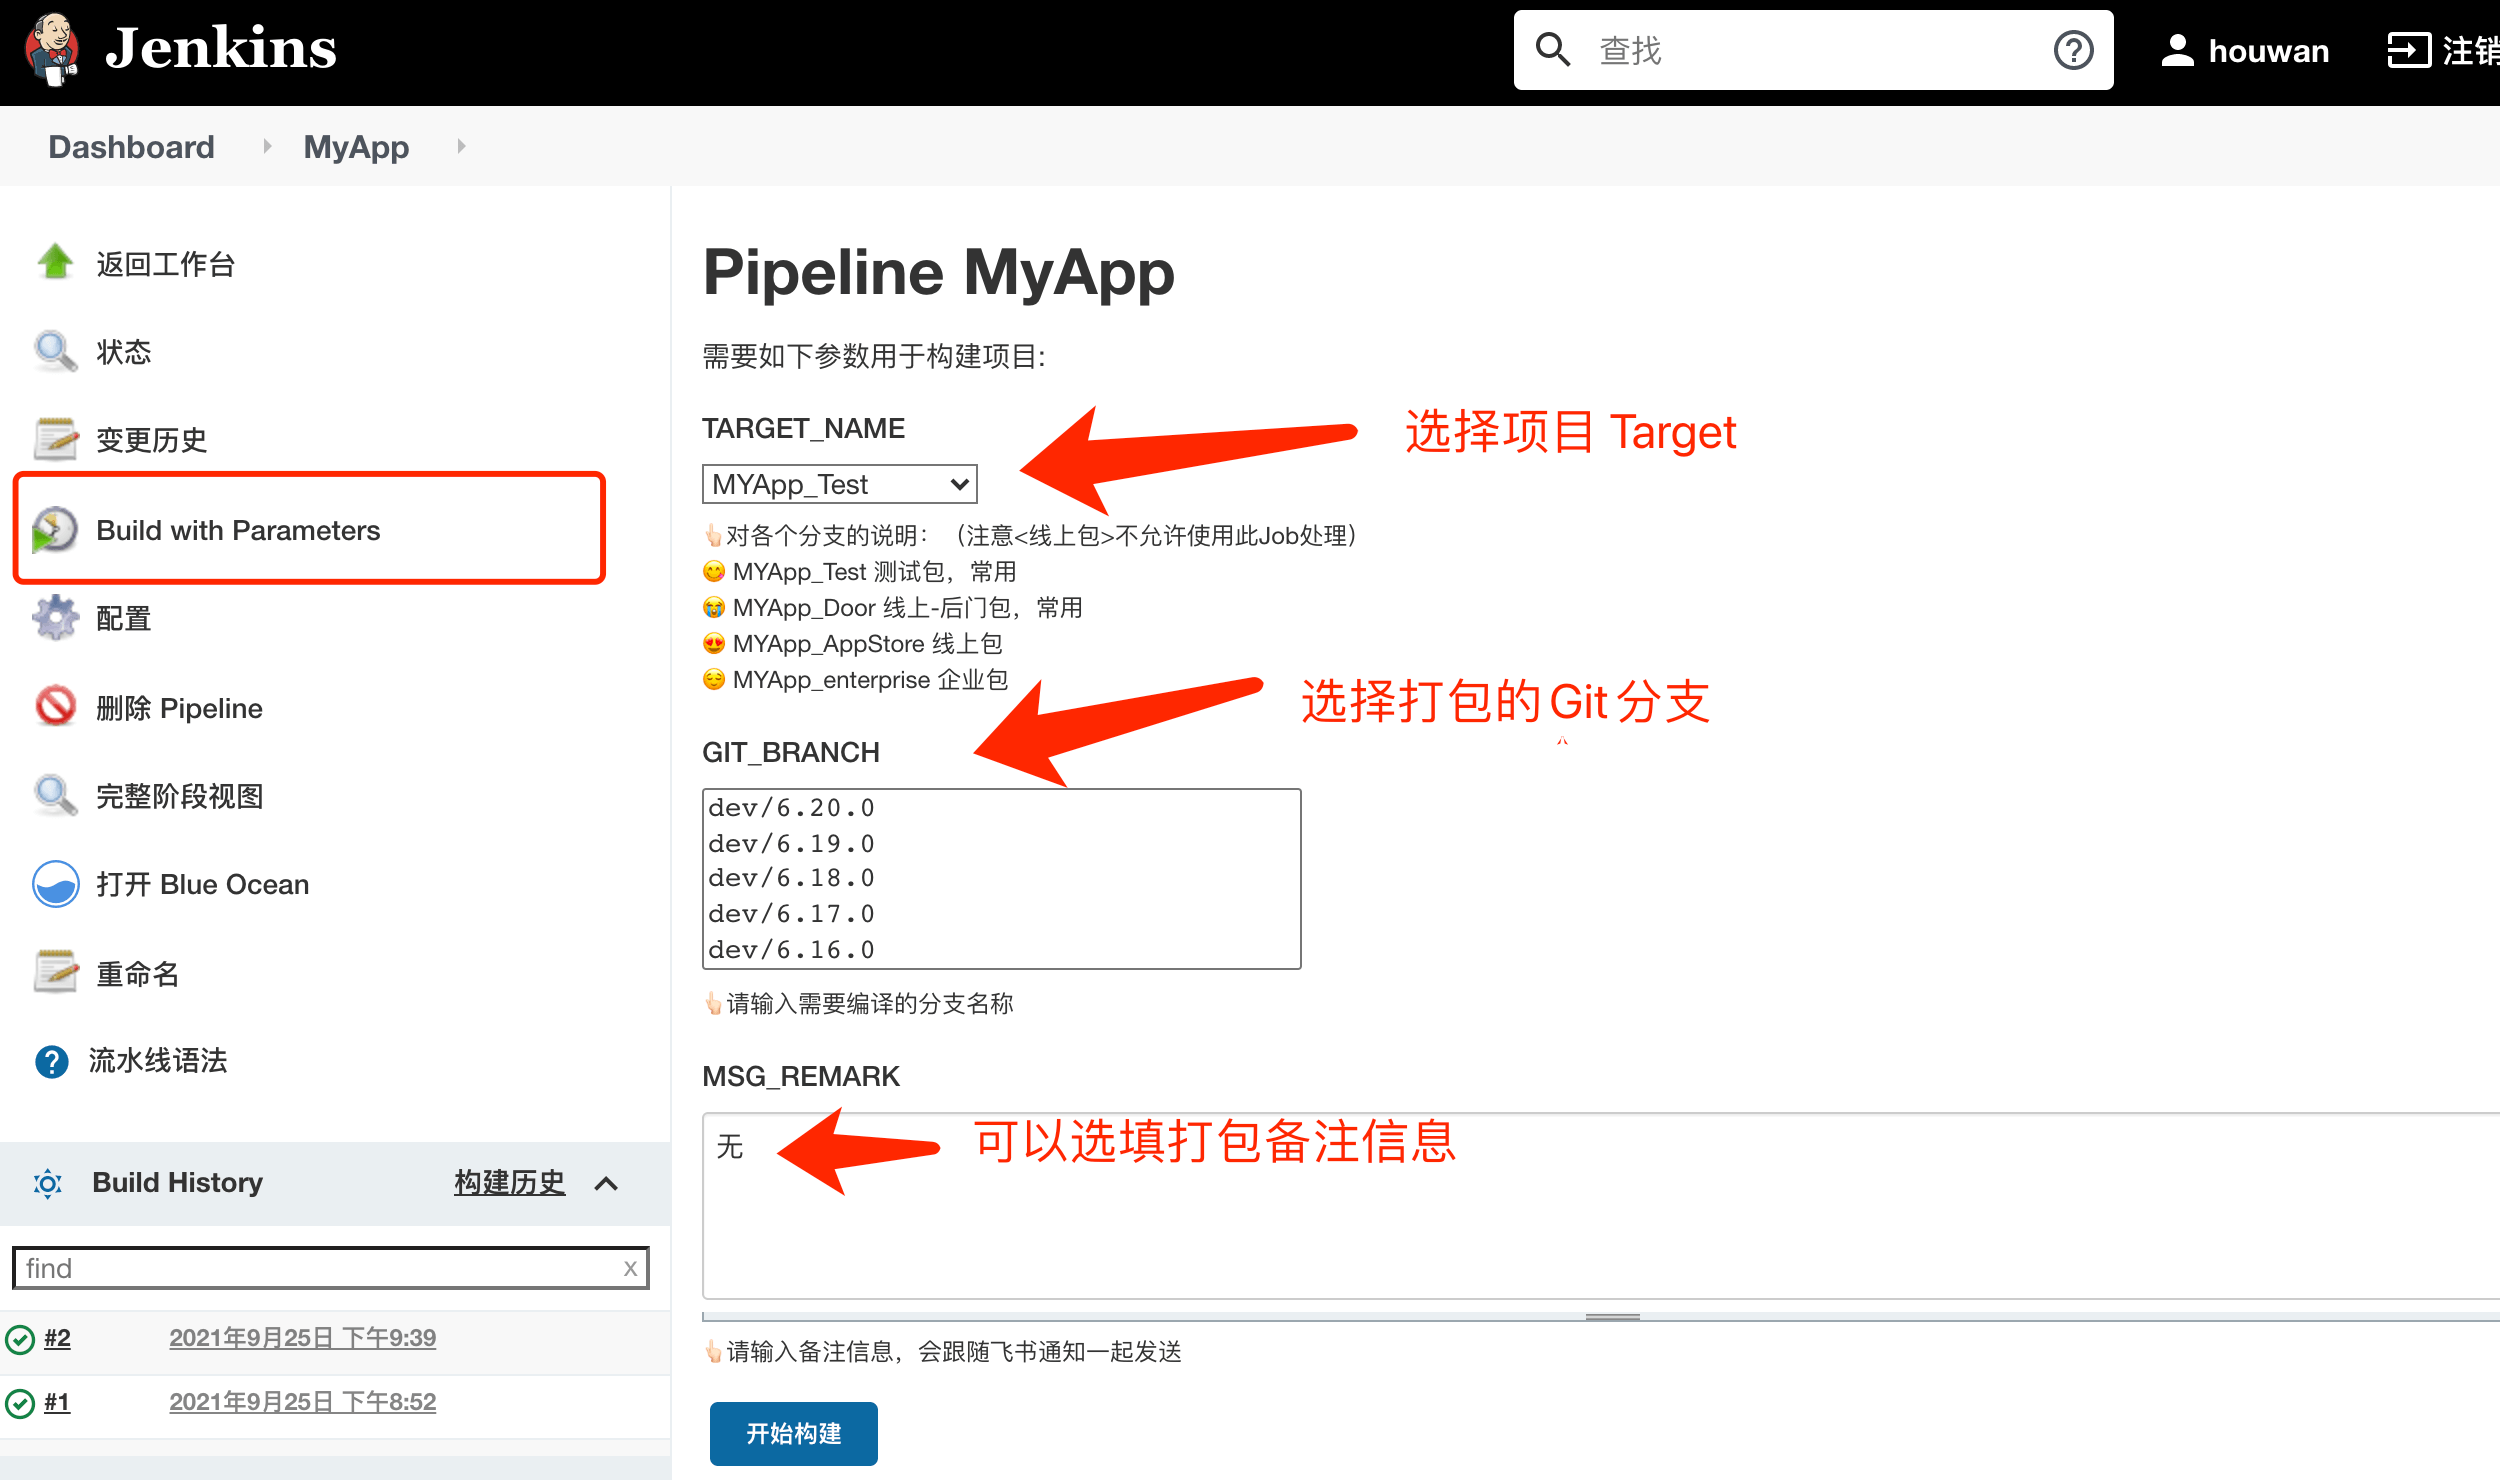 Jenkins
查找
houwan
注销
Dashboard
MyApp
返回工作台
状态
变更历史
Build with Parameters
配置
删除 Pipeline
完整阶段视图
打开 Blue Ocean
重命名
流水线语法
Build History
构建历史
find
x
#2
2021年9月25日 下午9:39
#1
2021年9月25日 下午8:52
Pipeline MyApp
需要如下参数用于构建项目:
TARGET_NAME
选择项目 Target
MYApp_Test
👆🏻对各个分支的说明：（注意<线上包>不允许使用此Job处理）
😋 MYApp_Test 测试包，常用
😭 MYApp_Door 线上-后门包，常用
😍 MYApp_AppStore 线上包
😌 MYApp_enterprise 企业包
选择打包的Git分支
GIT_BRANCH
dev/6.20.0
dev/6.19.0
dev/6.18.0
dev/6.17.0
dev/6.16.0
👆🏻请输入需要编译的分支名称
MSG_REMARK
无
可以选填打包备注信息
👆🏻请输入备注信息，会跟随飞书通知一起发送
开始构建